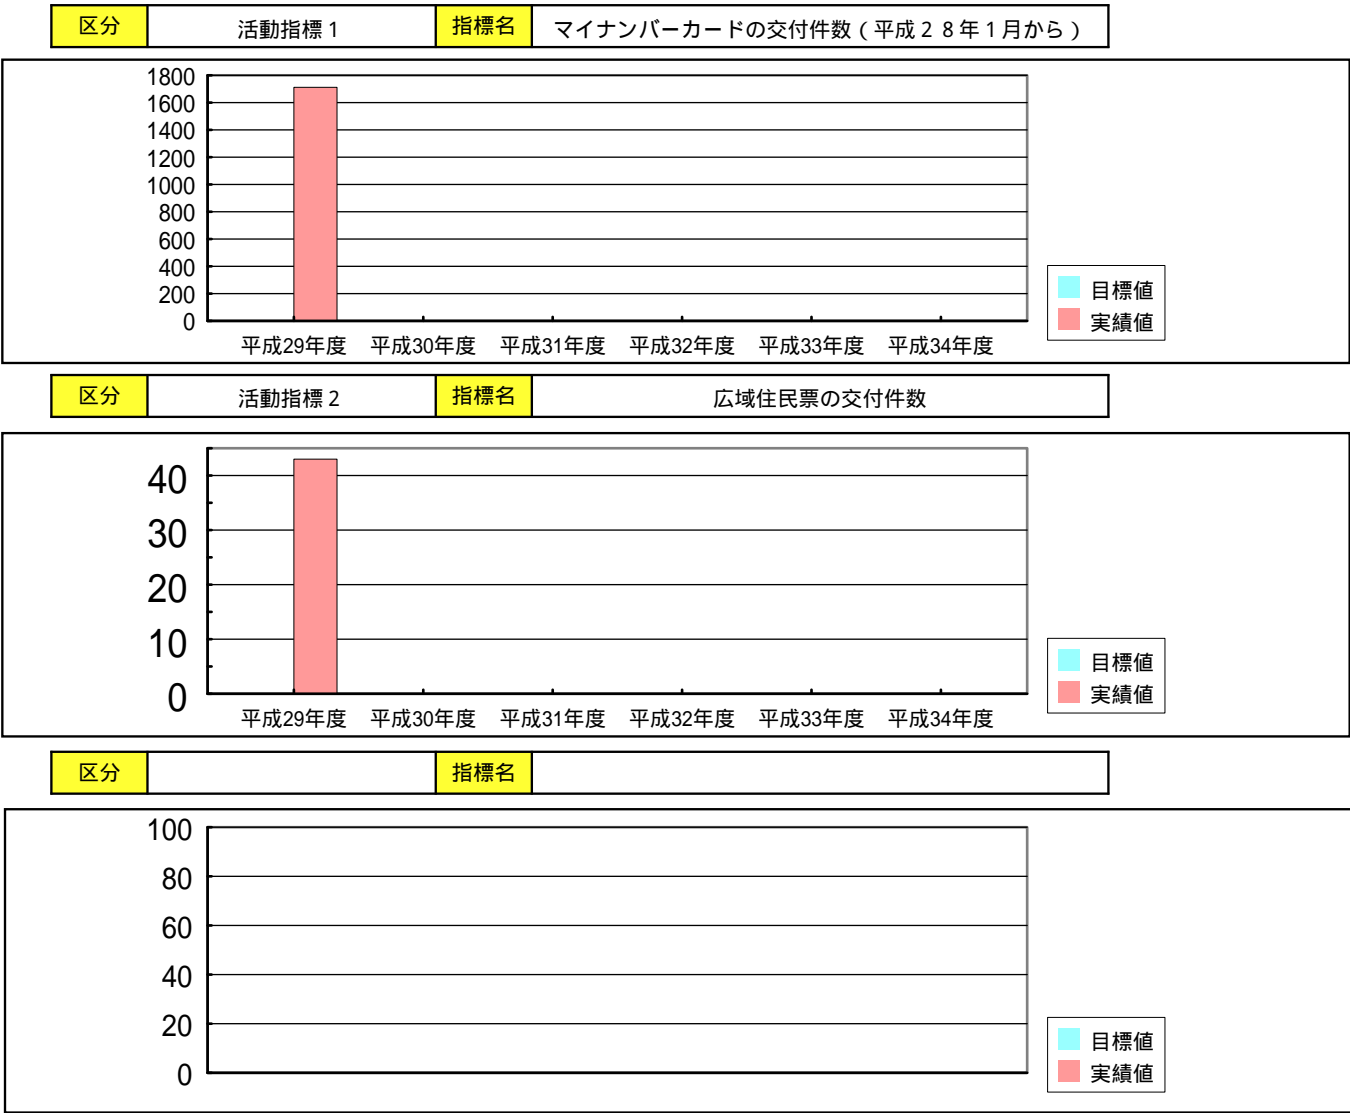 区分 活動指標１ 指標名 マイナンバーカードの交付件数（平成２８年１月から）
1800
1600
1400
1200
1000
800
600
400
200
0
平成29年度 平成30年度 平成31年度 平成32年度 平成33年度 平成34年度
目標値
実績値
区分 活動指標２ 指標名 広域住民票の交付件数
40
30
20
10
0
平成29年度 平成30年度 平成31年度 平成32年度 平成33年度 平成34年度
目標値
実績値
区分 指標名
100
80
60
40
20
0
目標値
実績値